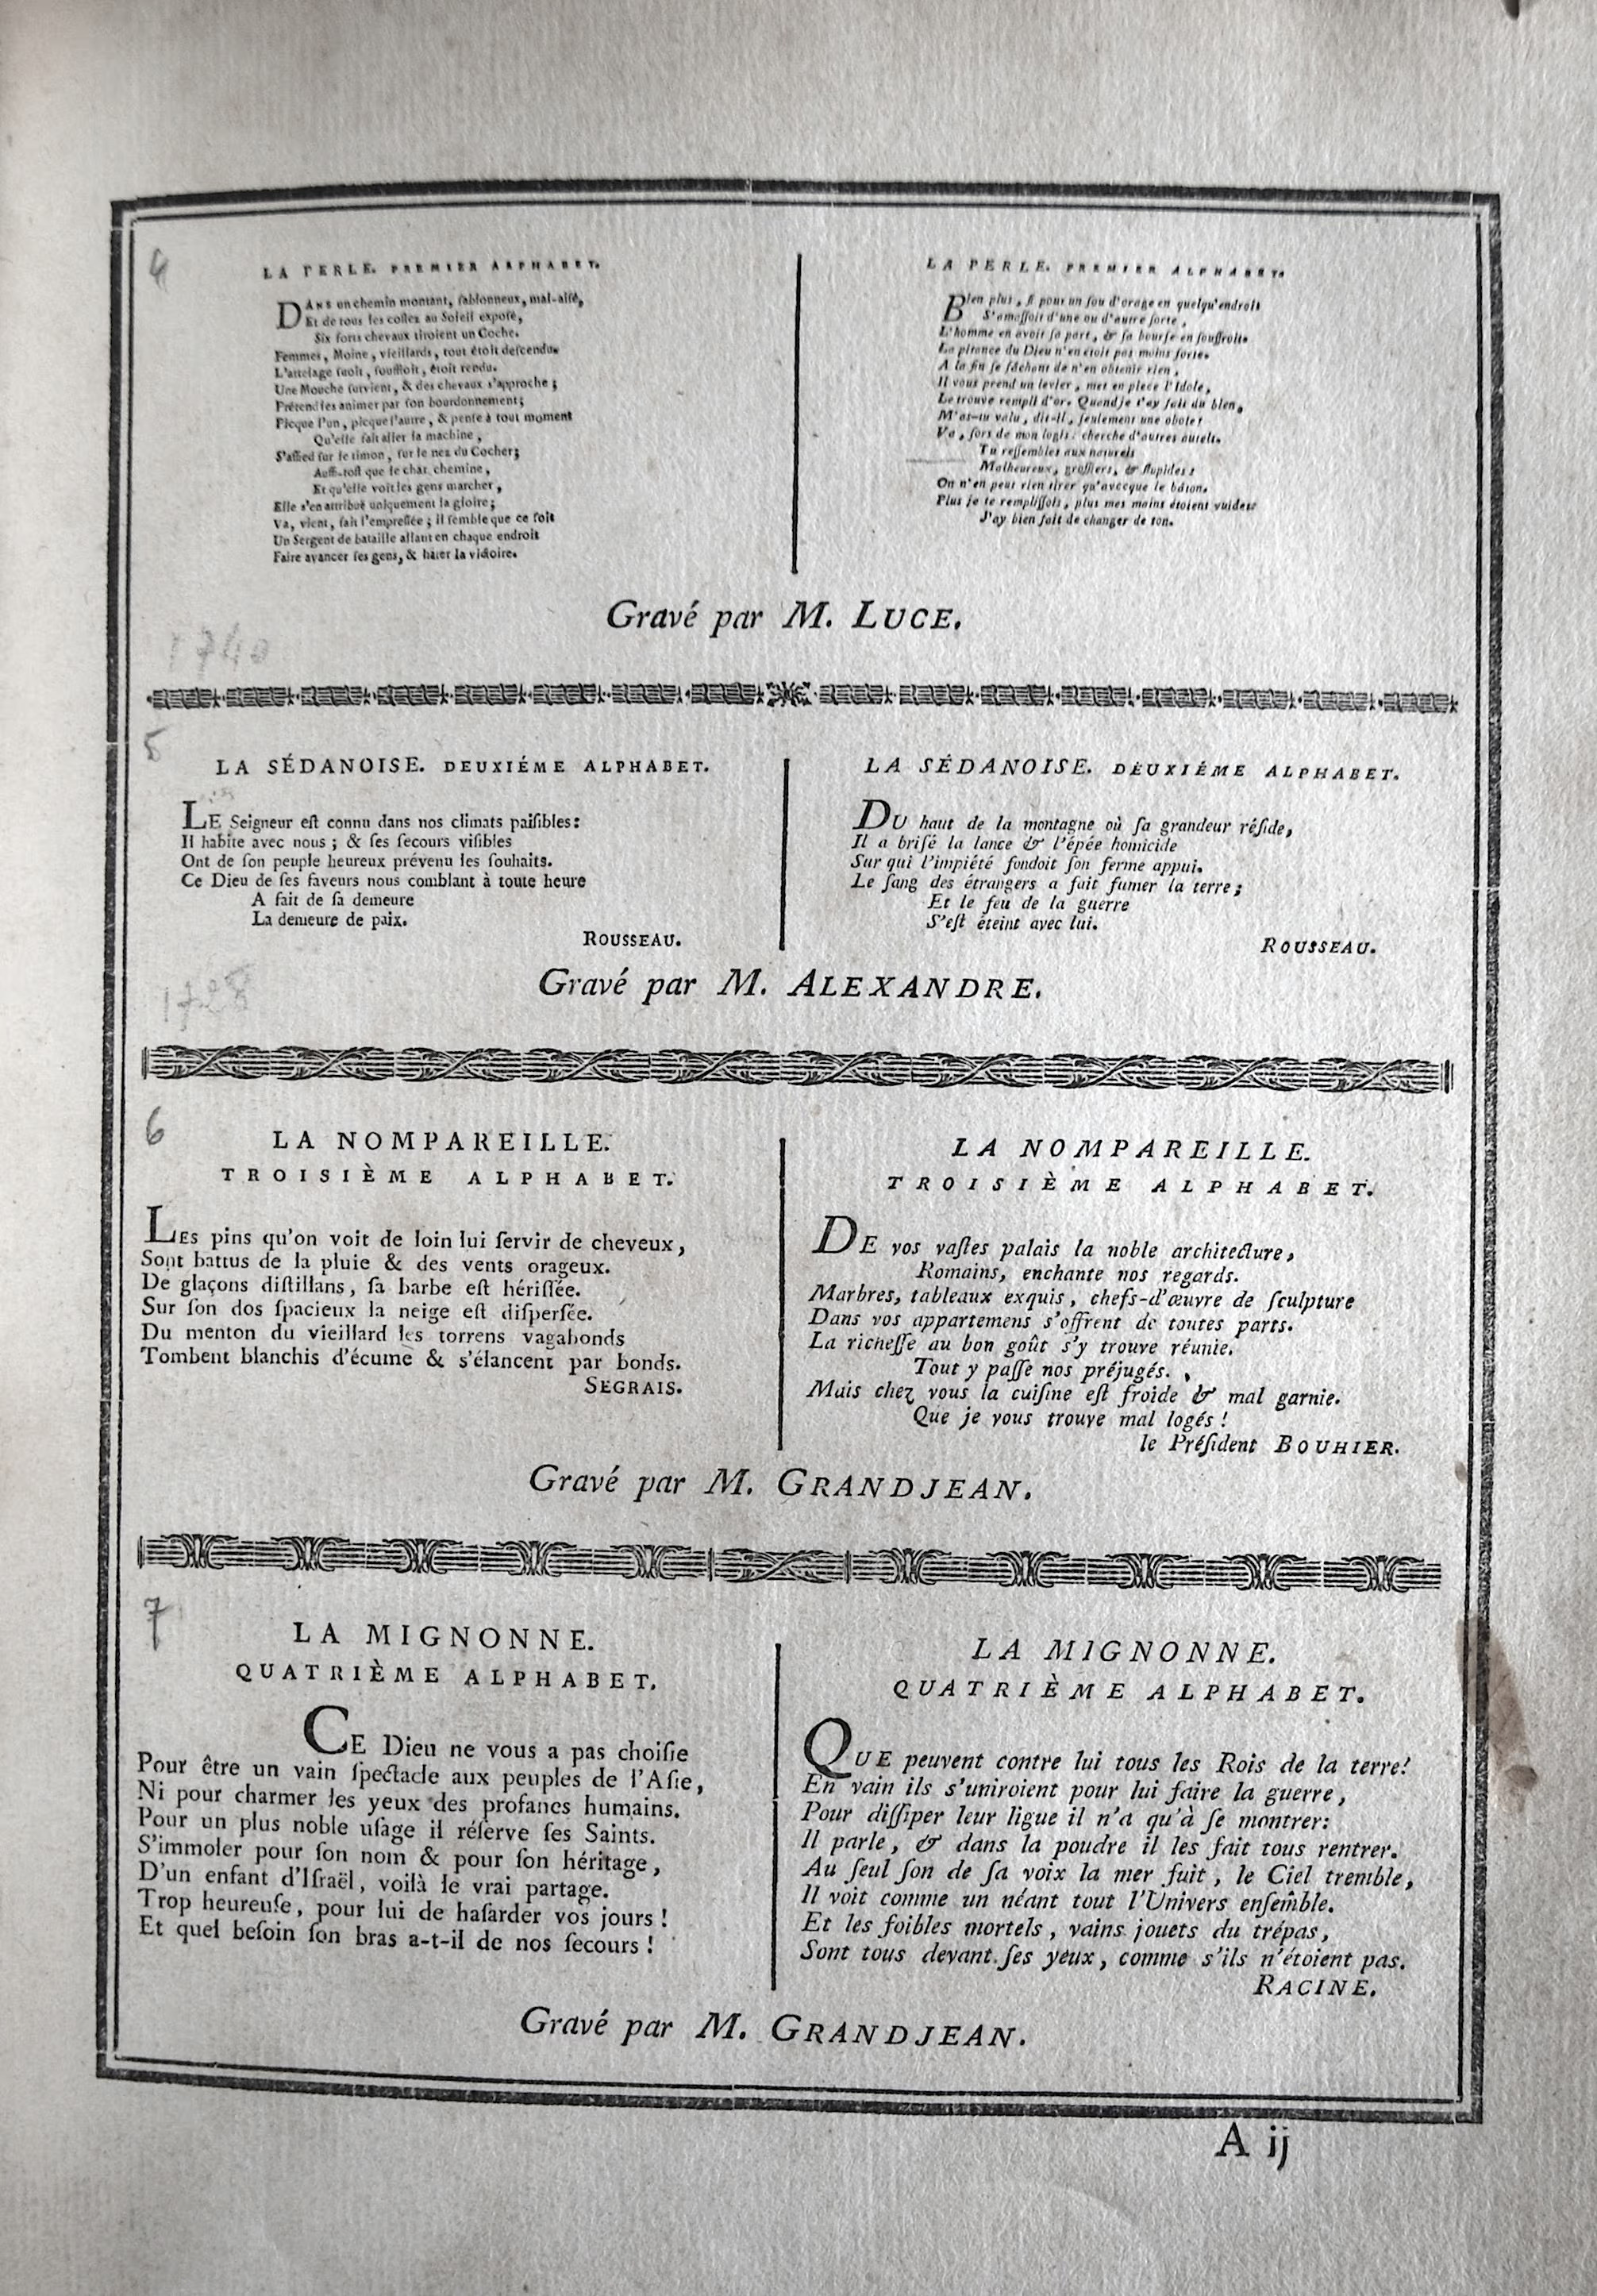 4
LA PERLE. PREMIER ALPHABET.
DANS un chemin montant, ſablonneux, mal-aiſé,
Et de tous les coſtez au Soleil expoſé,
Six forts chevaux tiroient un Coche.
Femmes, Moine, vieillards, tout étoit deſcendu.
L'attelage ſuoit, ſouffloit, étoit rendu.
Une Mouche ſurvient, & des chevaux s'approche ;
Prétend les animer par ſon bourdonnement ;
Picque l'un, picque l'autre, & penſe à tout moment
Qu'elle fait aller la machine,
S'aſſied ſur le timon, ſur le nez du Cocher ;
Auſſi-toſt que le char chemine,
Et qu'elle voit les gens marcher,
Elle s'en attribuë uniquement la gloire ;
Va, vient, fait l'empreſſée ; il ſemble que ce ſoit
Un Sergent de bataille allant en chaque endroit
Faire avancer ſes gens, & hâter la victoire.
LA PERLE. PREMIER ALPHABET.
Bien plus, ſi pour un ſou d'orage en quelqu'endroit
S'amaſſoit d'une ou d'autre ſorte,
L'homme en avoit ſa part, & ſa bourſe en ſouffroit.
La pitance du Dieu n'en étoit pas moins forte.
A la fin ſe fâchant de n'en obtenir rien,
Il vous prend un levier, met en piece l'Idole,
Le trouve rempli d'or. Quand je t'ay fait du bien,
M'as-tu valu, dit-il, ſeulement une obole ?
Va, ſors de mon logis : cherche d'autres autels.
Tu reſſembles aux naturels
Malheureux, groſſiers, & ſtupides :
On n'en peut rien tirer qu'avecque le bâton.
Plus je te rempliſſois, plus mes mains étoient vuides :
J'ay bien fait de changer de ton.
Gravé par M. LUCE.
1740
5
LA SÉDANOISE. DEUXIÉME ALPHABET.
LE Seigneur eſt connu dans nos climats paiſibles :
Il habite avec nous ; & ſes ſecours viſibles
Ont de ſon peuple heureux prévenu les ſouhaits.
Ce Dieu de ſes faveurs nous comblant à toute heure
A fait de ſa demeure
La demeure de paix.
ROUSSEAU.
LA SÉDANOISE. DEUXIÉME ALPHABET.
DU haut de la montagne où ſa grandeur réſide,
Il a briſé la lance & l'épée homicide
Sur qui l'impiété fondoit ſon ferme appui.
Le ſang des étrangers a fait fumer la terre ;
Et le feu de la guerre
S'eſt éteint avec lui.
ROUSSEAU.
Gravé par M. ALEXANDRE.
1728
6
LA NOMPAREILLE.
TROISIÈME ALPHABET.
LES pins qu'on voit de loin lui ſervir de cheveux,
Sont battus de la pluie & des vents orageux.
De glaçons diſtillans, ſa barbe eſt hériſſée.
Sur ſon dos ſpacieux la neige eſt diſperſée.
Du menton du vieillard les torrens vagabonds
Tombent blanchis d'écume & s'élancent par bonds.
SEGRAIS.
LA NOMPAREILLE.
TROISIÈME ALPHABET.
DE vos vaſtes palais la noble architecture,
Romains, enchante nos regards.
Marbres, tableaux exquis, chefs-d'œuvre de ſculpture
Dans vos appartemens s'offrent de toutes parts.
La richeſſe au bon goût s'y trouve réunie.
Tout y paſſe nos préjugés.
Mais chez vous la cuiſine eſt froide & mal garnie.
Que je vous trouve mal logés !
le Préſident BOUHIER.
Gravé par M. GRANDJEAN.
7
LA MIGNONNE.
QUATRIÈME ALPHABET.
CE Dieu ne vous a pas choiſie
Pour être un vain ſpectacle aux peuples de l'Aſie,
Ni pour charmer les yeux des profanes humains.
Pour un plus noble uſage il réſerve ſes Saints.
S'immoler pour ſon nom & pour ſon héritage,
D'un enfant d'Iſraël, voilà le vrai partage.
Trop heureuſe, pour lui de haſarder vos jours !
Et quel beſoin ſon bras a-t-il de nos ſecours !
LA MIGNONNE.
QUATRIÈME ALPHABET.
QUE peuvent contre lui tous les Rois de la terre !
En vain ils s'uniroient pour lui faire la guerre,
Pour diſſiper leur ligue il n'a qu'à ſe montrer :
Il parle, & dans la poudre il les fait tous rentrer.
Au ſeul ſon de ſa voix la mer fuit, le Ciel tremble,
Il voit comme un néant tout l'Univers enſemble.
Et les foibles mortels, vains jouets du trépas,
Sont tous devant ſes yeux, comme s'ils n'étoient pas.
RACINE.
Gravé par M. GRANDJEAN.
A ij